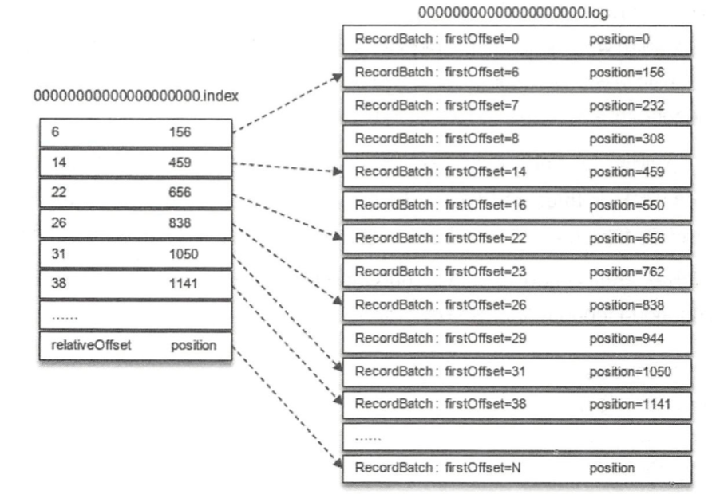 00000000000000000000.log
RecordBatch: firstOffset=0 position=0
RecordBatch: firstOffset=6 position=156
RecordBatch: firstOffset=7 position=232
RecordBatch: firstOffset=8 position=308
RecordBatch: firstOffset=14 position=459
RecordBatch: firstOffset=16 position=550
RecordBatch: firstOffset=22 position=656
RecordBatch: firstOffset=23 position=762
RecordBatch: firstOffset=26 position=838
RecordBatch: firstOffset=29 position=944
RecordBatch: firstOffset=31 position=1050
RecordBatch: firstOffset=38 position=1141
......
RecordBatch: firstOffset=N position
00000000000000000000.index
6 156
14 459
22 656
26 838
31 1050
38 1141
......
relativeOffset position